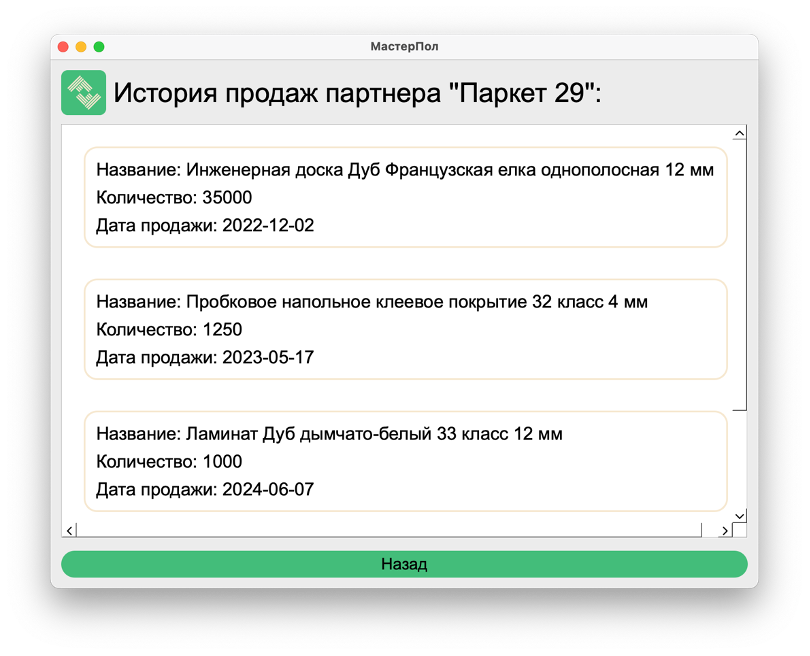 МастерПол
История продаж партнера "Паркет 29":
Название: Инженерная доска Дуб Французская елка однополосная 12 мм
Количество: 35000
Дата продажи: 2022-12-02
Название: Пробковое напольное клеевое покрытие 32 класс 4 мм
Количество: 1250
Дата продажи: 2023-05-17
Название: Ламинат Дуб дымчато-белый 33 класс 12 мм
Количество: 1000
Дата продажи: 2024-06-07
Назад